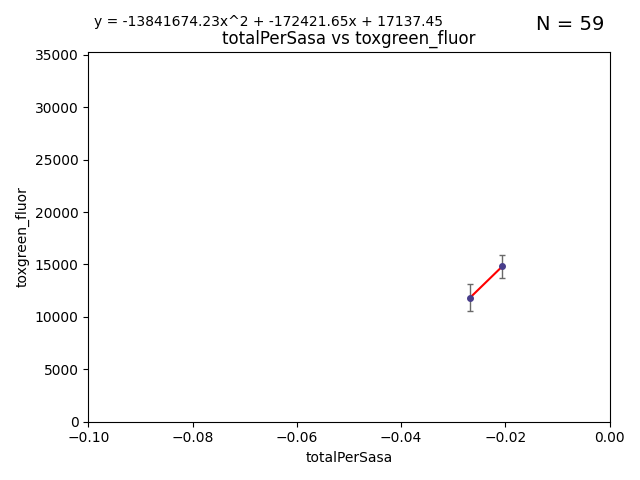 y = -13841674.23x^2 + -172421.65x + 17137.45
N = 59
totalPerSasa vs toxgreen_fluor
35000
30000
25000
20000
15000
10000
5000
0
toxgreen_fluor
−0.10 −0.08 −0.06 −0.04 −0.02 0.00
totalPerSasa